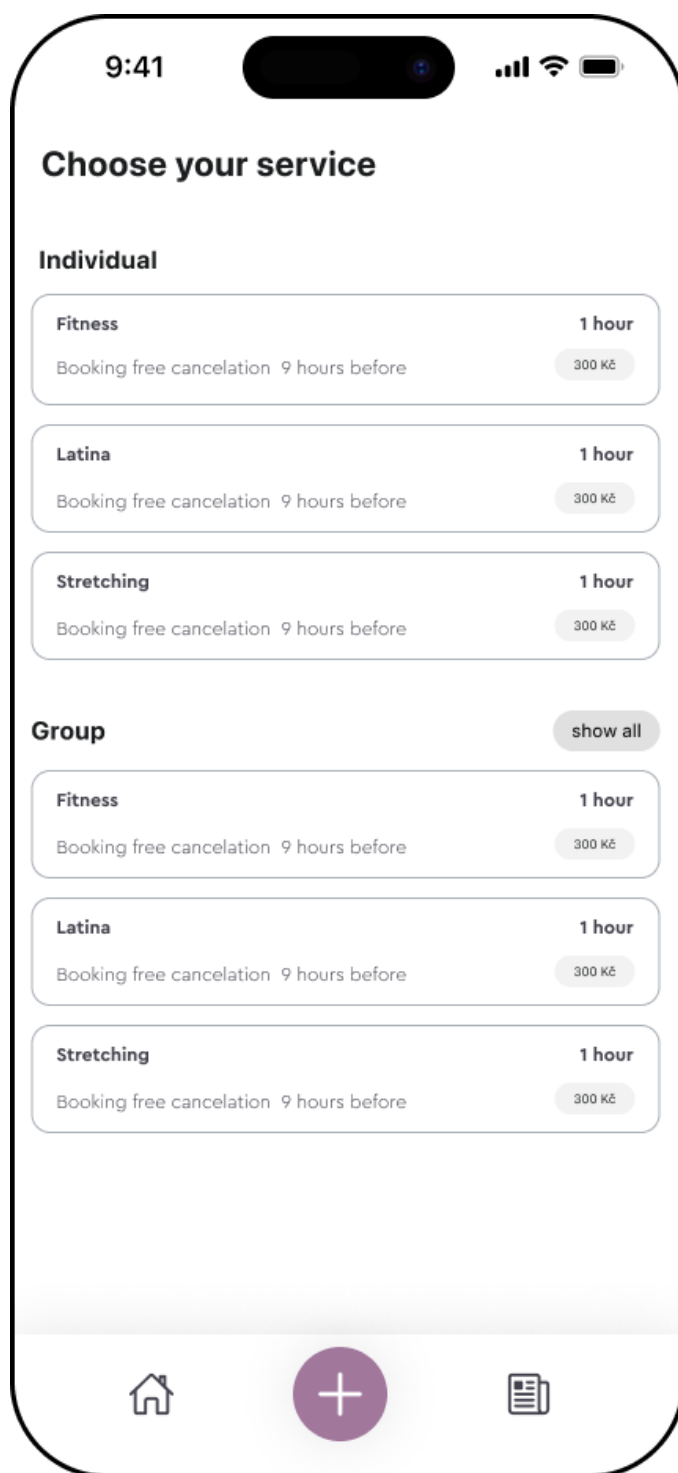 9:41
Choose your service
Individual
Fitness 1 hour
Booking free cancelation 9 hours before 300 Kč
Latina 1 hour
Booking free cancelation 9 hours before 300 Kč
Stretching 1 hour
Booking free cancelation 9 hours before 300 Kč
Group show all
Fitness 1 hour
Booking free cancelation 9 hours before 300 Kč
Latina 1 hour
Booking free cancelation 9 hours before 300 Kč
Stretching 1 hour
Booking free cancelation 9 hours before 300 Kč